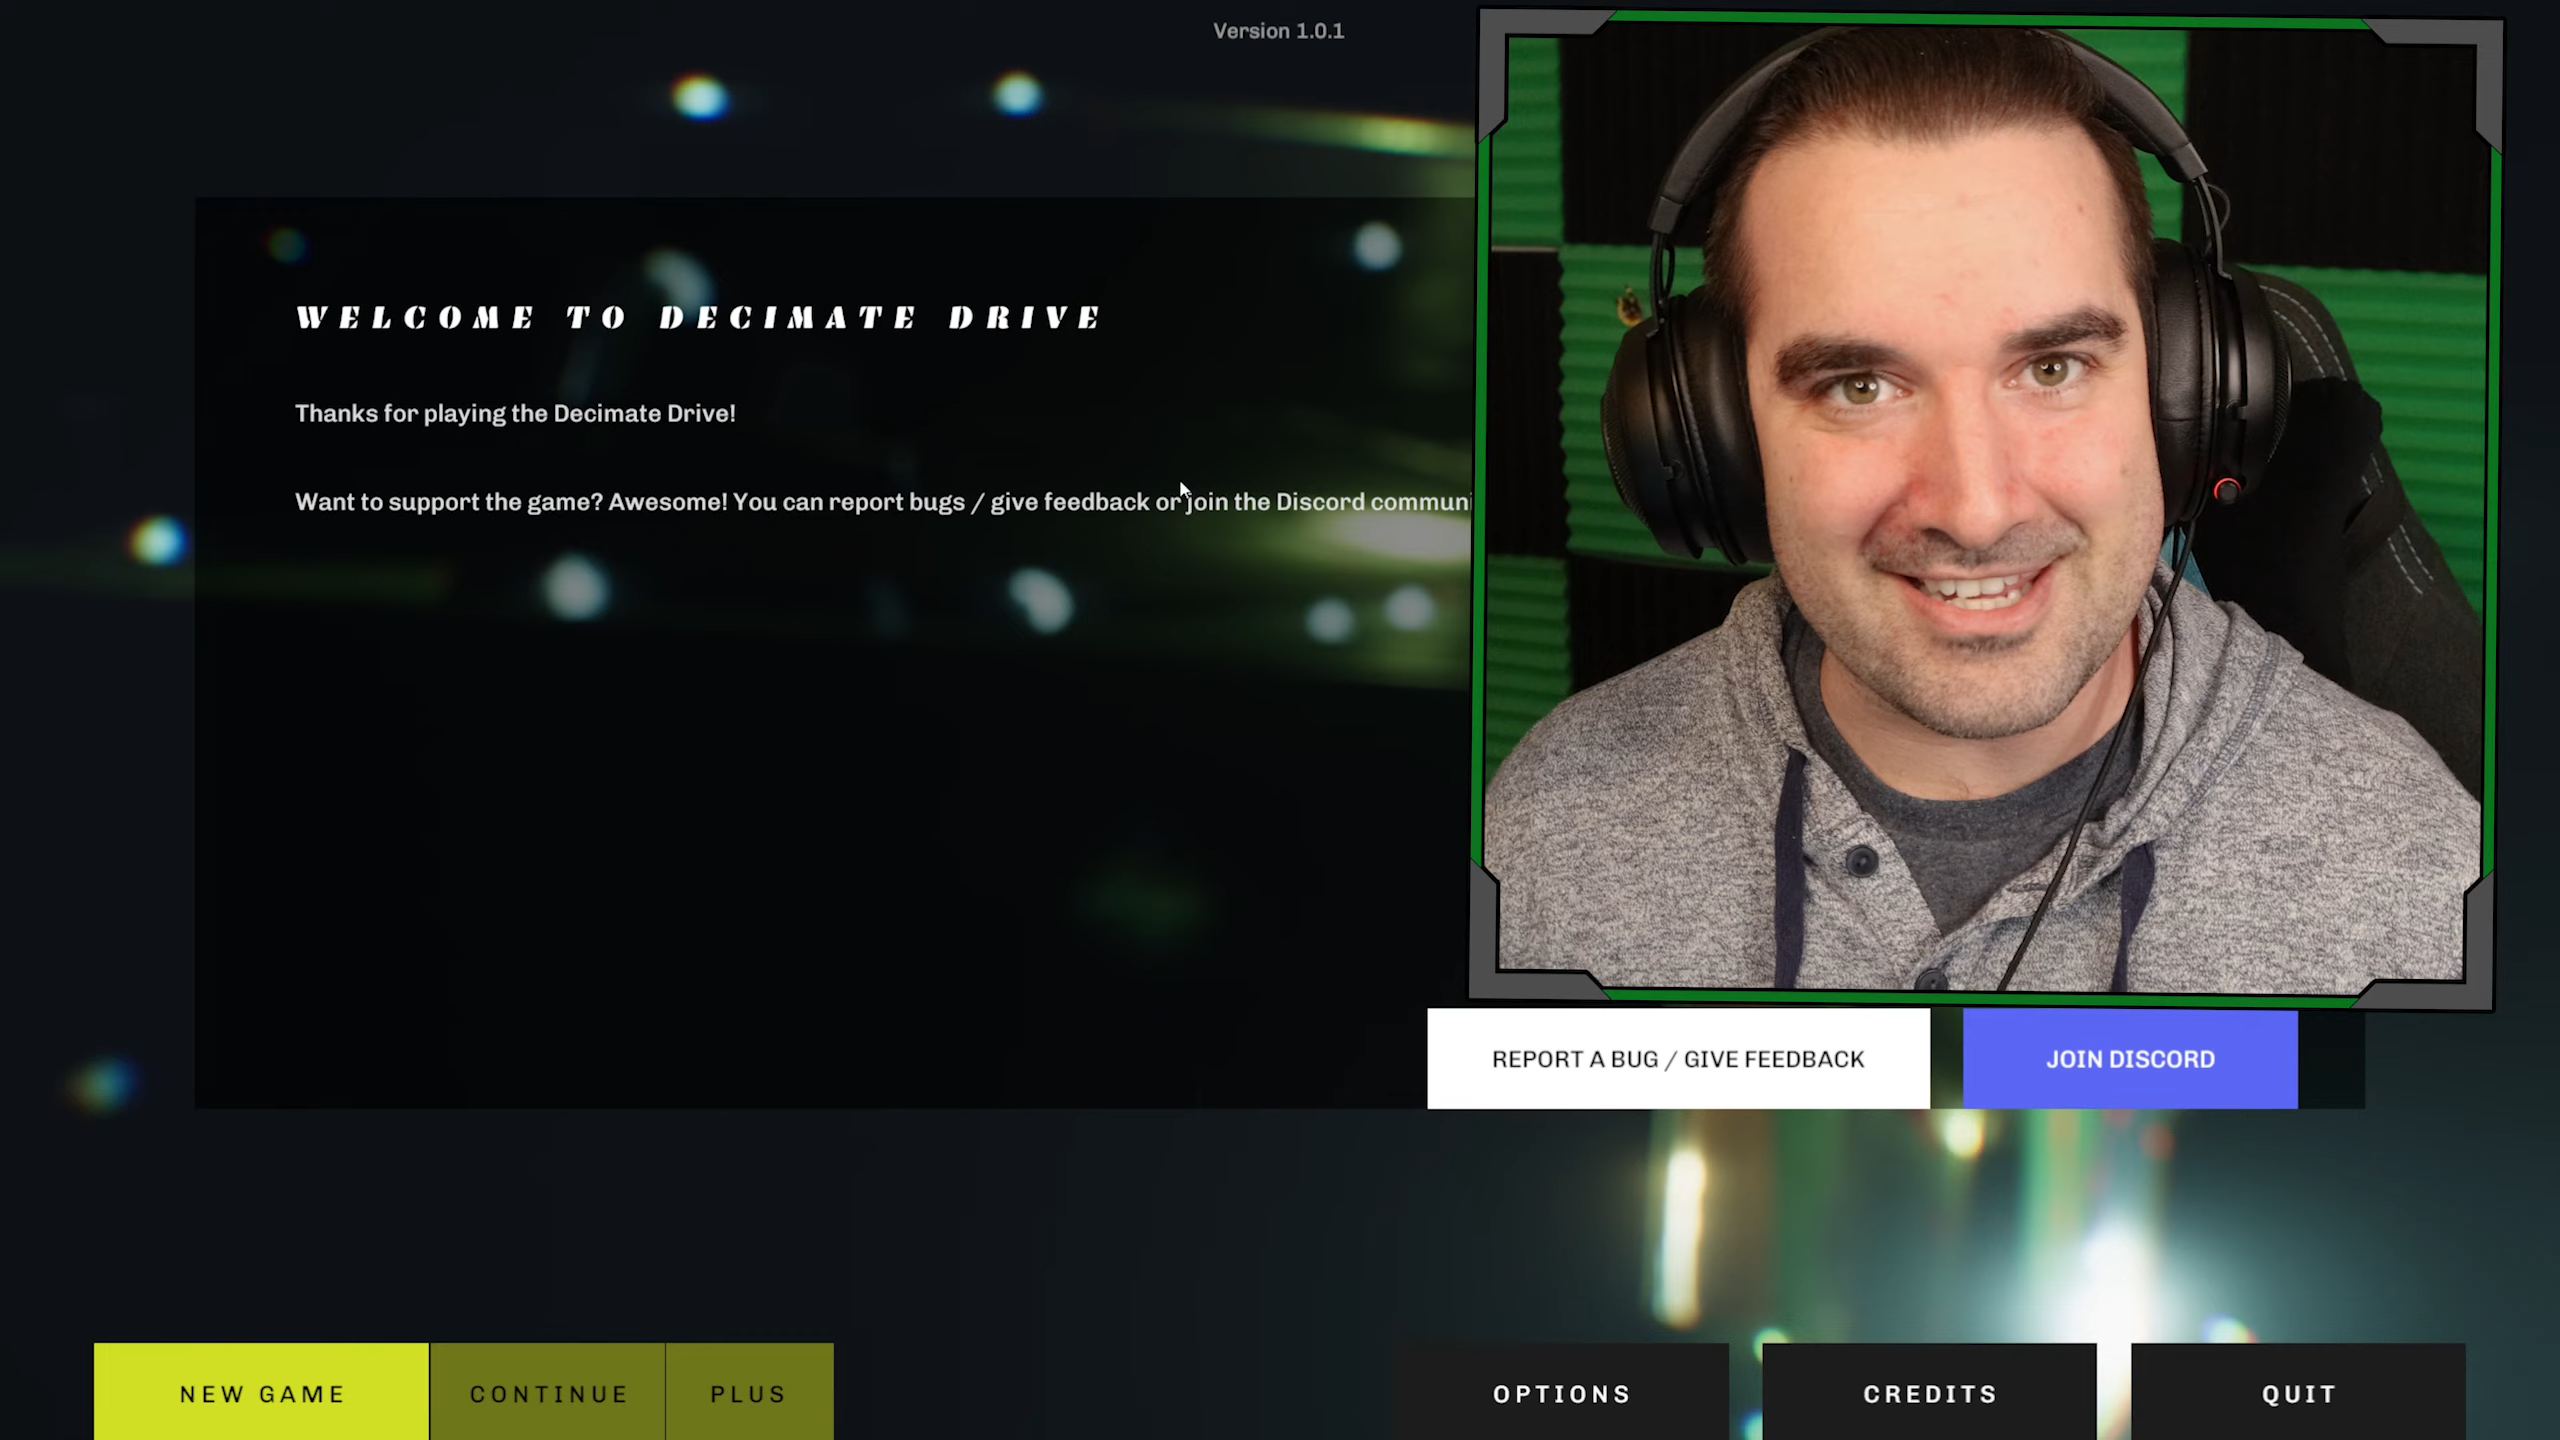 Version 1.0.1
WELCOME TO DECIMATE DRIVE
Thanks for playing the Decimate Drive!
Want to support the game? Awesome! You can report bugs / give feedback or join the Discord communi
REPORT A BUG / GIVE FEEDBACK
JOIN DISCORD
NEW GAME
CONTINUE
PLUS
OPTIONS
CREDITS
QUIT